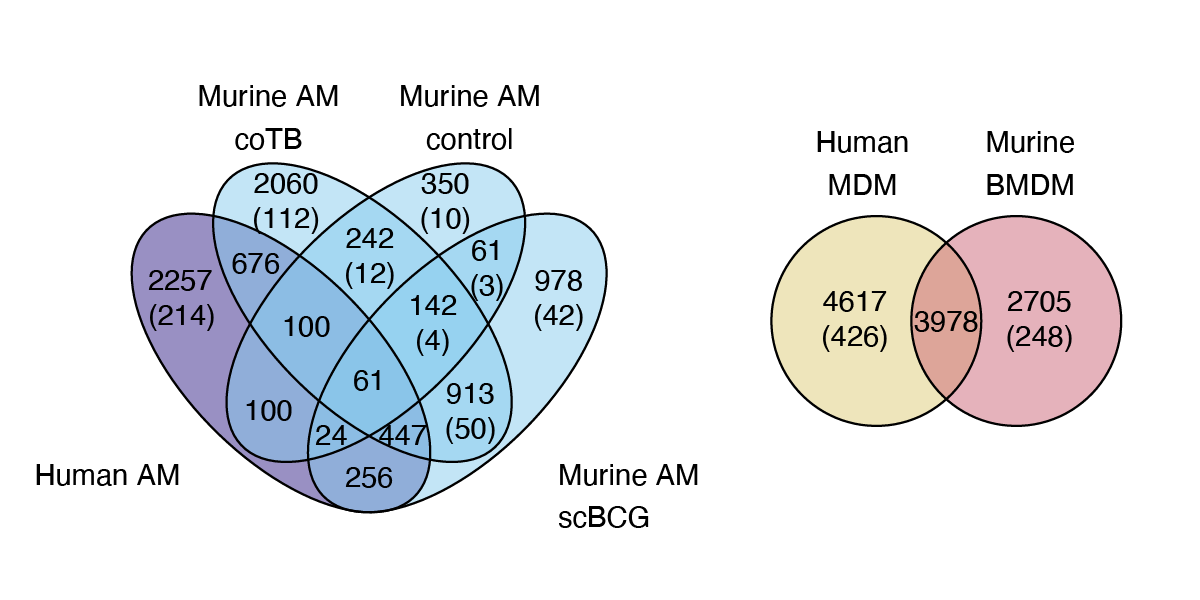 Murine AM
coTB
Murine AM
control
2060
(112)
350
(10)
242
(12)
61
(3)
676
2257
(214)
978
(42)
142
(4)
100
61
913
(50)
100
24
447
256
Human AM
Murine AM
scBCG
Human
MDM
Murine
BMDM
4617
(426)
3978
2705
(248)